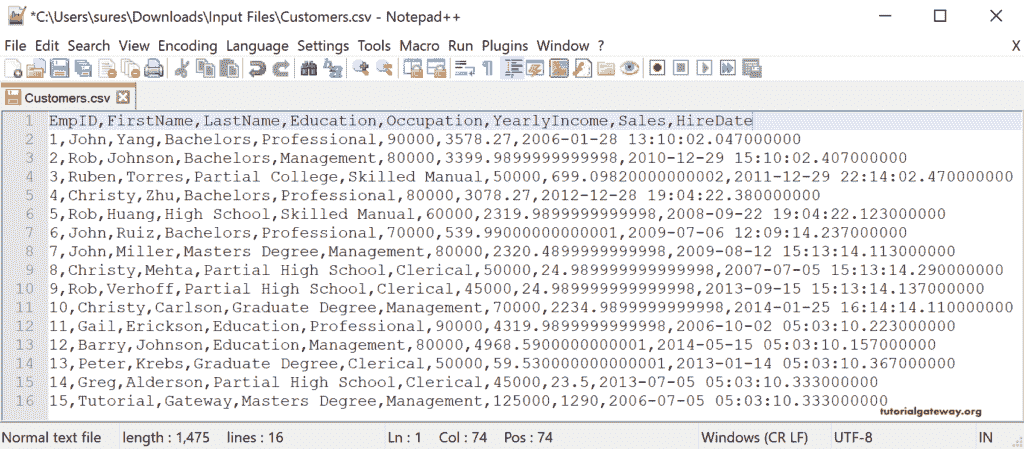 *C:\Users\sures\Downloads\Input Files\Customers.csv - Notepad++
File Edit Search View Encoding Language Settings Tools Macro Run Plugins Window ? X
Customers.csv
1 EmpID,FirstName,LastName,Education,Occupation,YearlyIncome,Sales,HireDate
2 1,John,Yang,Bachelors,Professional,90000,3578.27,2006-01-28 13:10:02.047000000
3 2,Rob,Johnson,Bachelors,Management,80000,3399.9899999999998,2010-12-29 15:10:02.407000000
4 3,Ruben,Torres,Partial College,Skilled Manual,50000,699.09820000000002,2011-12-29 22:14:02.470000000
5 4,Christy,Zhu,Bachelors,Professional,80000,3078.27,2012-12-28 19:04:22.380000000
6 5,Rob,Huang,High School,Skilled Manual,60000,2319.9899999999998,2008-09-22 19:04:22.123000000
7 6,John,Ruiz,Bachelors,Professional,70000,539.99000000000001,2009-07-06 12:09:14.237000000
8 7,John,Miller,Masters Degree,Management,80000,2320.4899999999998,2009-08-12 15:13:14.113000000
9 8,Christy,Mehta,Partial High School,Clerical,50000,24.989999999999998,2007-07-05 15:13:14.290000000
10 9,Rob,Verhoff,Partial High School,Clerical,45000,24.989999999999998,2013-09-15 15:13:14.137000000
11 10,Christy,Carlson,Graduate Degree,Management,70000,2234.9899999999998,2014-01-25 16:14:14.110000000
12 11,Gail,Erickson,Education,Professional,90000,4319.9899999999998,2006-10-02 05:03:10.223000000
13 12,Barry,Johnson,Education,Management,80000,4968.5900000000001,2014-05-15 05:03:10.157000000
14 13,Peter,Krebs,Graduate Degree,Clerical,50000,59.530000000000001,2013-01-14 05:03:10.367000000
15 14,Greg,Alderson,Partial High School,Clerical,45000,23.5,2013-07-05 05:03:10.333000000
16 15,Tutorial,Gateway,Masters Degree,Management,125000,1290,2006-07-05 05:03:10.333000000
tutorialgateway.org
Normal text file length : 1,475 lines : 16 Ln : 1 Col : 74 Pos : 74 Windows (CR LF) UTF-8 IN